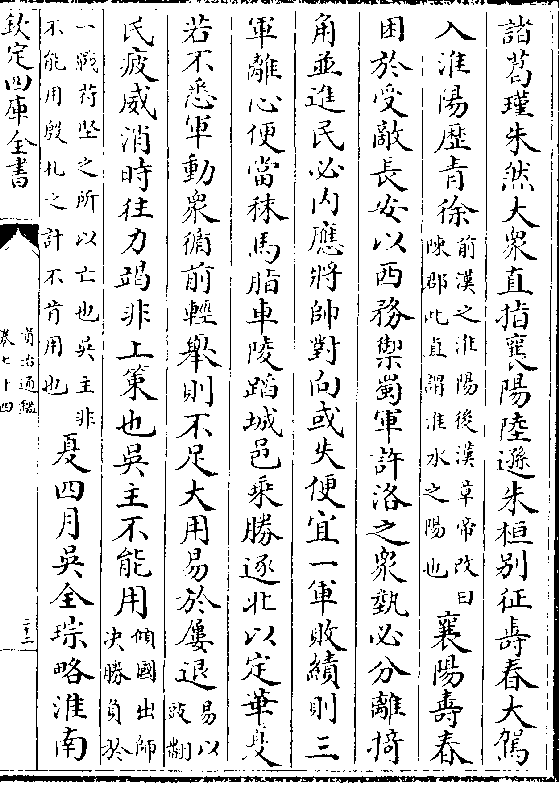 諸葛瑾朱然大衆直指襄陽陸遜朱桓别征壽春大駕
入淮陽歷青徐前漢之淮陽後漢章帝改曰
陳郡此直謂淮水之陽也襄陽壽春
困於受敵長安以西務禦蜀軍許洛之衆埶必分離掎
角並進民必内應將帥對向或失便宜一軍敗績則三
軍離心便當秣馬脂車陵蹈城邑乘勝逐北以定華夏
若不悉軍動衆循前輕舉則不足大用易於屢退易以
豉翻
民疲威消時往力竭非上策也吳主不能用傾國出師
决勝負於
一戰苻堅之所以亡也吳主非
不能用殷札之計不肯用也夏四月吳全琮略淮南
欽定四庫全書
資治通鑑
卷七十四
二十二